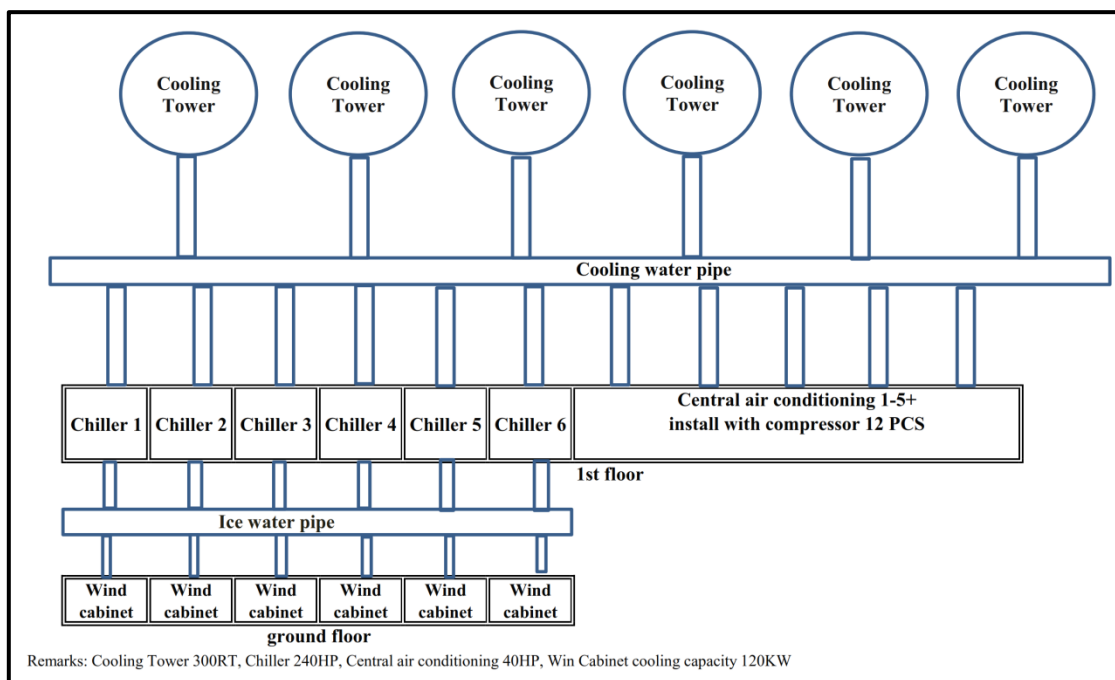 Cooling
Tower
Cooling
Tower
Cooling
Tower
Cooling
Tower
Cooling
Tower
Cooling
Tower
Cooling water pipe
Chiller 1
Chiller 2
Chiller 3
Chiller 4
Chiller 5
Chiller 6
Central air conditioning 1-5+
install with compressor 12 PCS
1st floor
Ice water pipe
Wind
cabinet
Wind
cabinet
Wind
cabinet
Wind
cabinet
Wind
cabinet
Wind
cabinet
ground floor
Remarks: Cooling Tower 300RT, Chiller 240HP, Central air conditioning 40HP, Win Cabinet cooling capacity 120KW